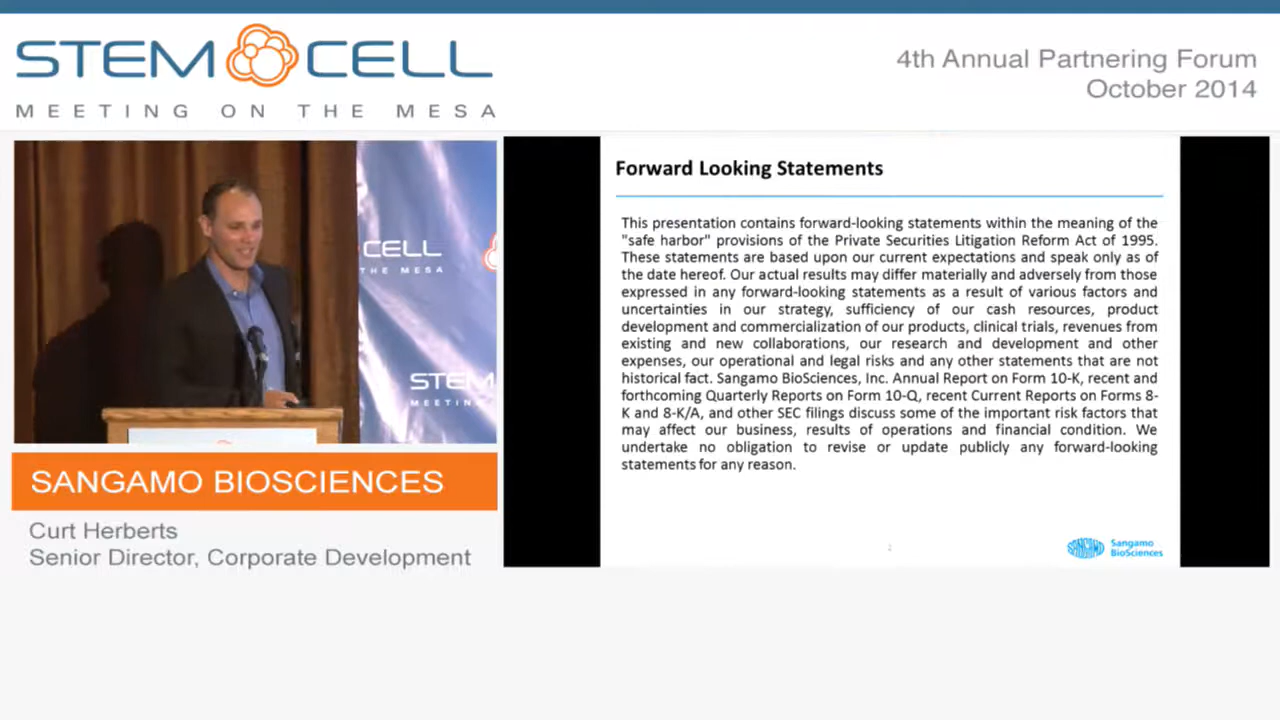 STEM CELL
MEETING ON THE MESA
4th Annual Partnering Forum
October 2014
CELL
THE MESA
STEM
MEETIN
SANGAMO BIOSCIENCES
Curt Herberts
Senior Director, Corporate Development
Forward Looking Statements
This presentation contains forward-looking statements within the meaning of the
"safe harbor" provisions of the Private Securities Litigation Reform Act of 1995.
These statements are based upon our current expectations and speak only as of
the date hereof. Our actual results may differ materially and adversely from those
expressed in any forward-looking statements as a result of various factors and
uncertainties in our strategy, sufficiency of our cash resources, product
development and commercialization of our products, clinical trials, revenues from
existing and new collaborations, our research and development and other
expenses, our operational and legal risks and any other statements that are not
historical fact. Sangamo BioSciences, Inc. Annual Report on Form 10-K, recent and
forthcoming Quarterly Reports on Form 10-Q, recent Current Reports on Forms 8-
K and 8-K/A, and other SEC filings discuss some of the important risk factors that
may affect our business, results of operations and financial condition. We
undertake no obligation to revise or update publicly any forward-looking
statements for any reason.
SANGAMO
Sangamo
BioSciences